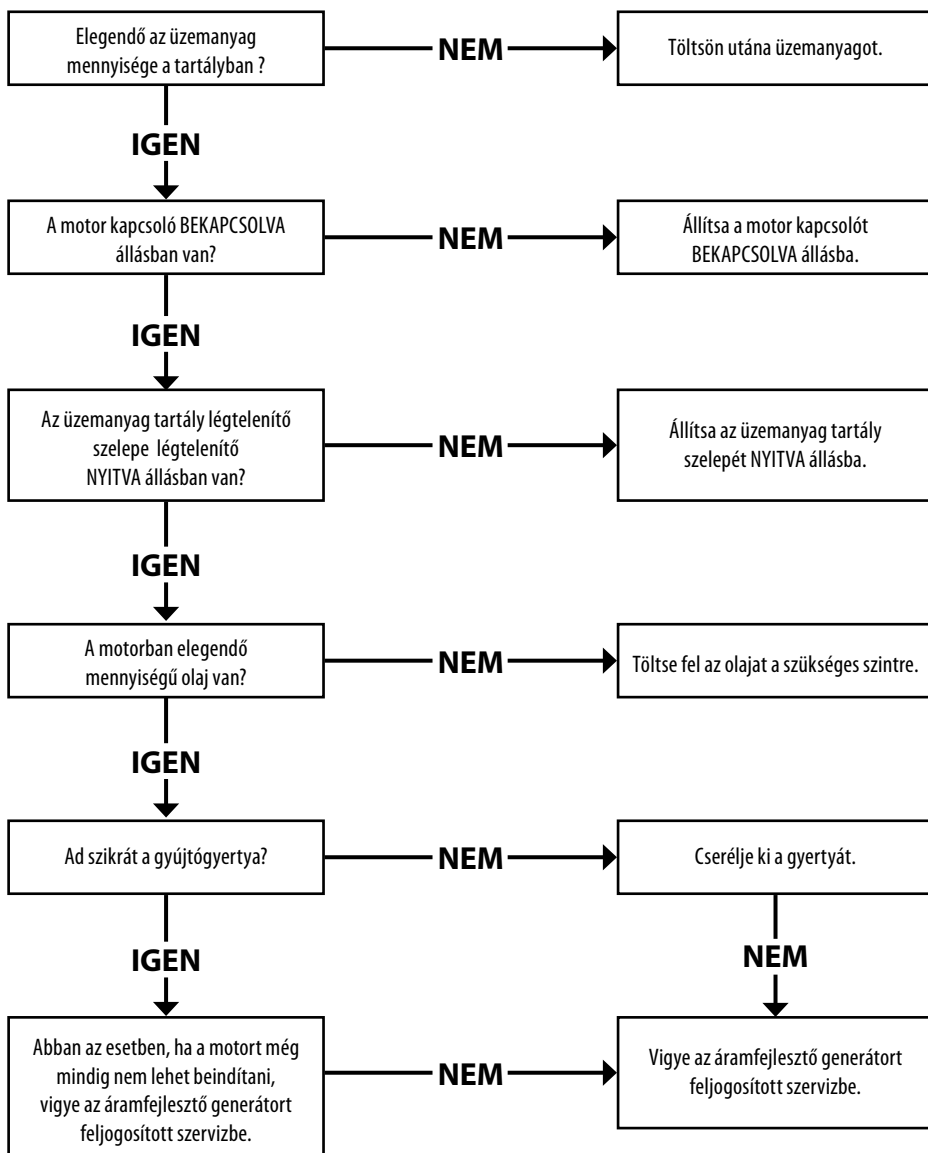 Elegendő az üzemanyag
mennyisége a tartályban ?
NEM
Töltsön utána üzemanyagot.
IGEN
A motor kapcsoló BEKAPCSOLVA
állásban van?
NEM
Állítsa a motor kapcsolót
BEKAPCSOLVA állásba.
IGEN
Az üzemanyag tartály légtelenítő
szelepe légtelenítő
NYITVA állásban van?
NEM
Állítsa az üzemanyag tartály
szelepét NYITVA állásba.
IGEN
A motorban elegendő
mennyiségű olaj van?
NEM
Töltse fel az olajat a szükséges szintre.
IGEN
Ad szikrát a gyújtógyertya?
NEM
Cserélje ki a gyertyát.
IGEN
NEM
Abban az esetben, ha a motort még
mindig nem lehet beindítani,
vigye az áramfejlesztő generátort
feljogosított szervizbe.
NEM
Vigye az áramfejlesztő generátort
feljogosított szervizbe.